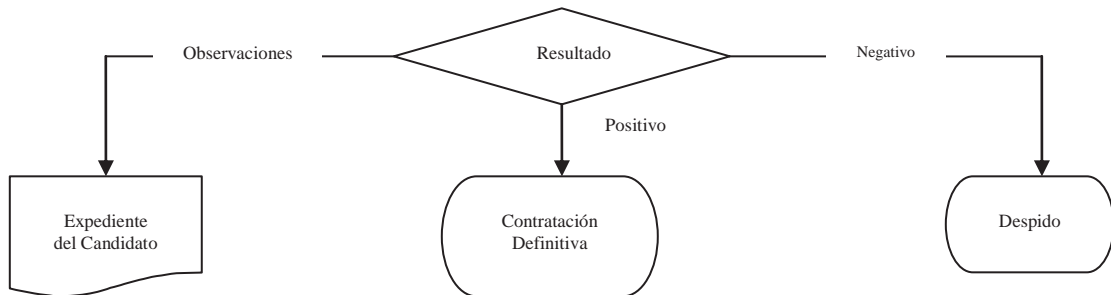 Observaciones
Resultado
Negativo
Positivo
Expediente
del Candidato
Contratación
Definitiva
Despido